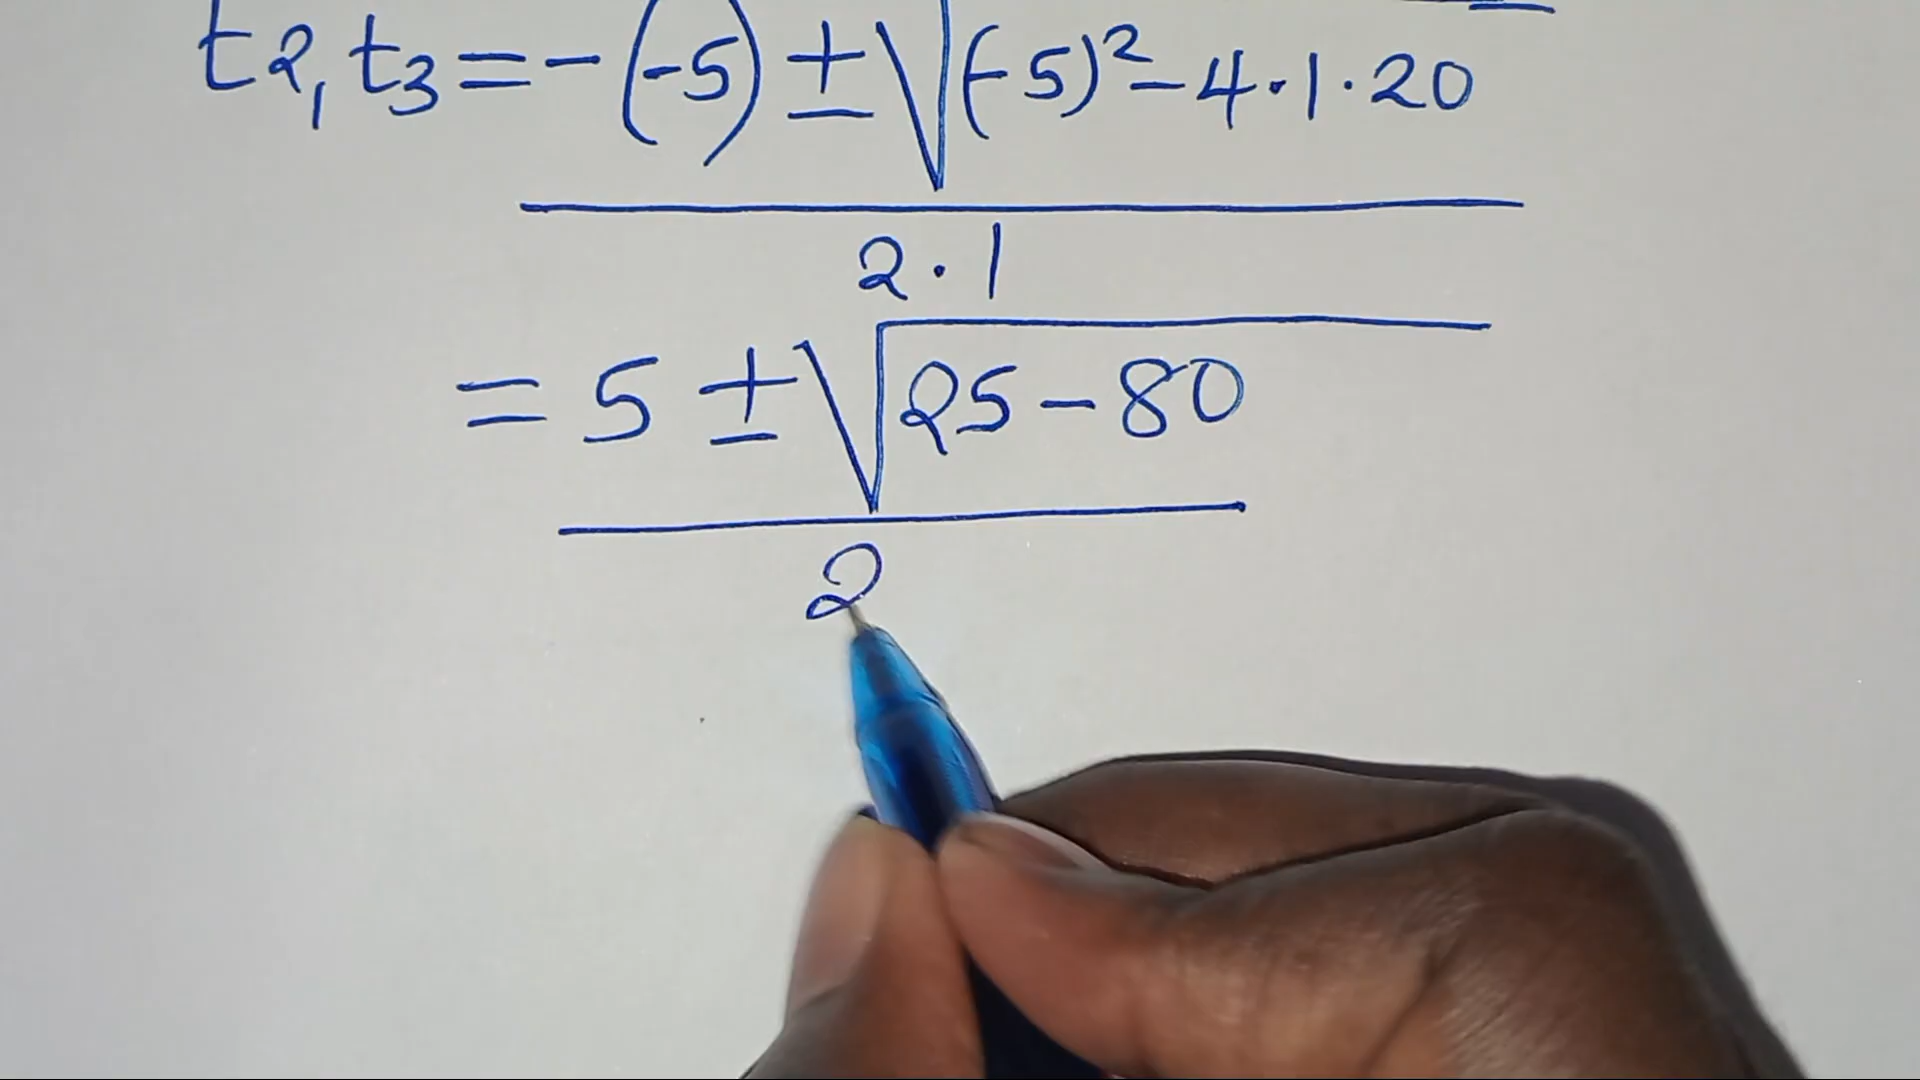 t2, t3 = -(-5) ± √(-5)² - 4·1·20
2·1
= 5 ± √25-80
2